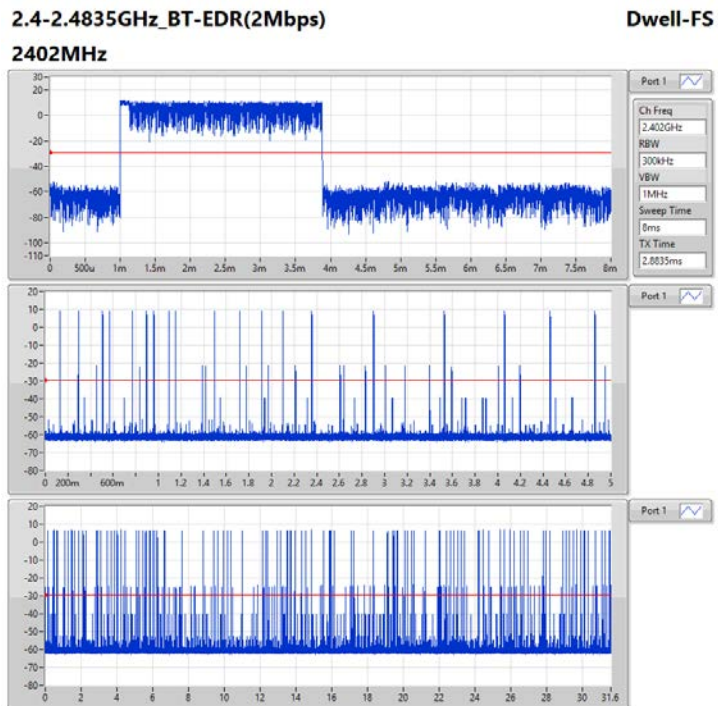 2.4-2.4835GHz_BT-EDR(2Mbps) Dwell-FS
2402MHz
30
20
0
-20
-40
-60
-80
-100
-110
0 500u 1m 1.5m 2m 2.5m 3m 3.5m 4m 4.5m 5m 5.5m 6m 6.5m 7m 7.5m 8m
Port 1
Ch Freq
2.402GHz
RBW
300kHz
VBW
1MHz
Sweep Time
8ms
TX Time
2.8835ms
20
10
0
-10
-20
-30
-40
-50
-60
-70
-80
0 200m 600m 1 1.2 1.4 1.6 1.8 2 2.2 2.4 2.6 2.8 3 3.2 3.4 3.6 3.8 4 4.2 4.4 4.6 4.8 5
Port 1
20
10
0
-10
-20
-30
-40
-50
-60
-70
-80
0 2 4 6 8 10 12 14 16 18 20 22 24 26 28 30 31.6
Port 1